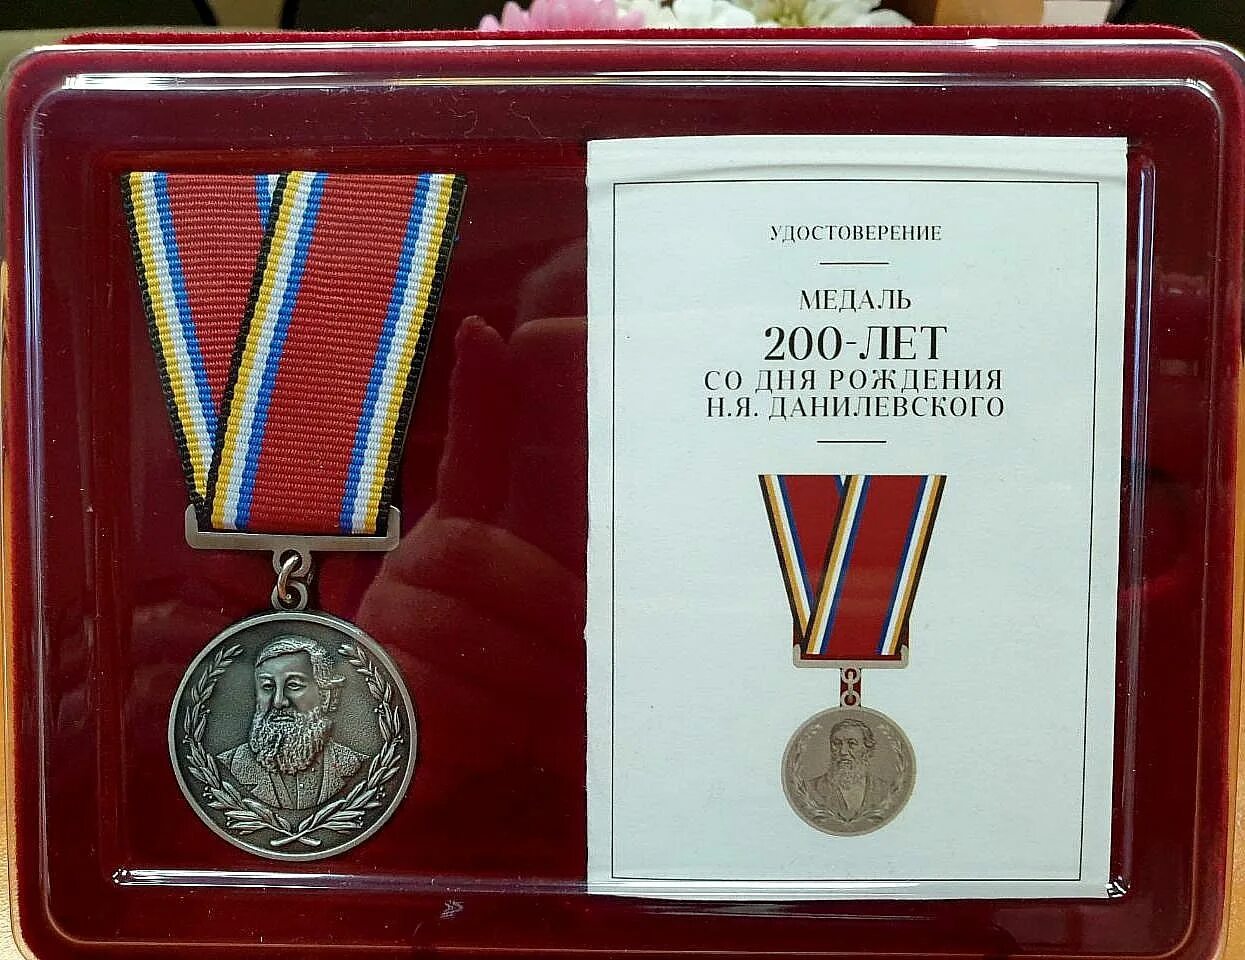 УДОСТОВЕРЕНИЕ
МЕДАЛЬ
200-ЛЕТ
СО ДНЯ РОЖДЕНИЯ
Н.Я. ДАНИЛЕВСКОГО